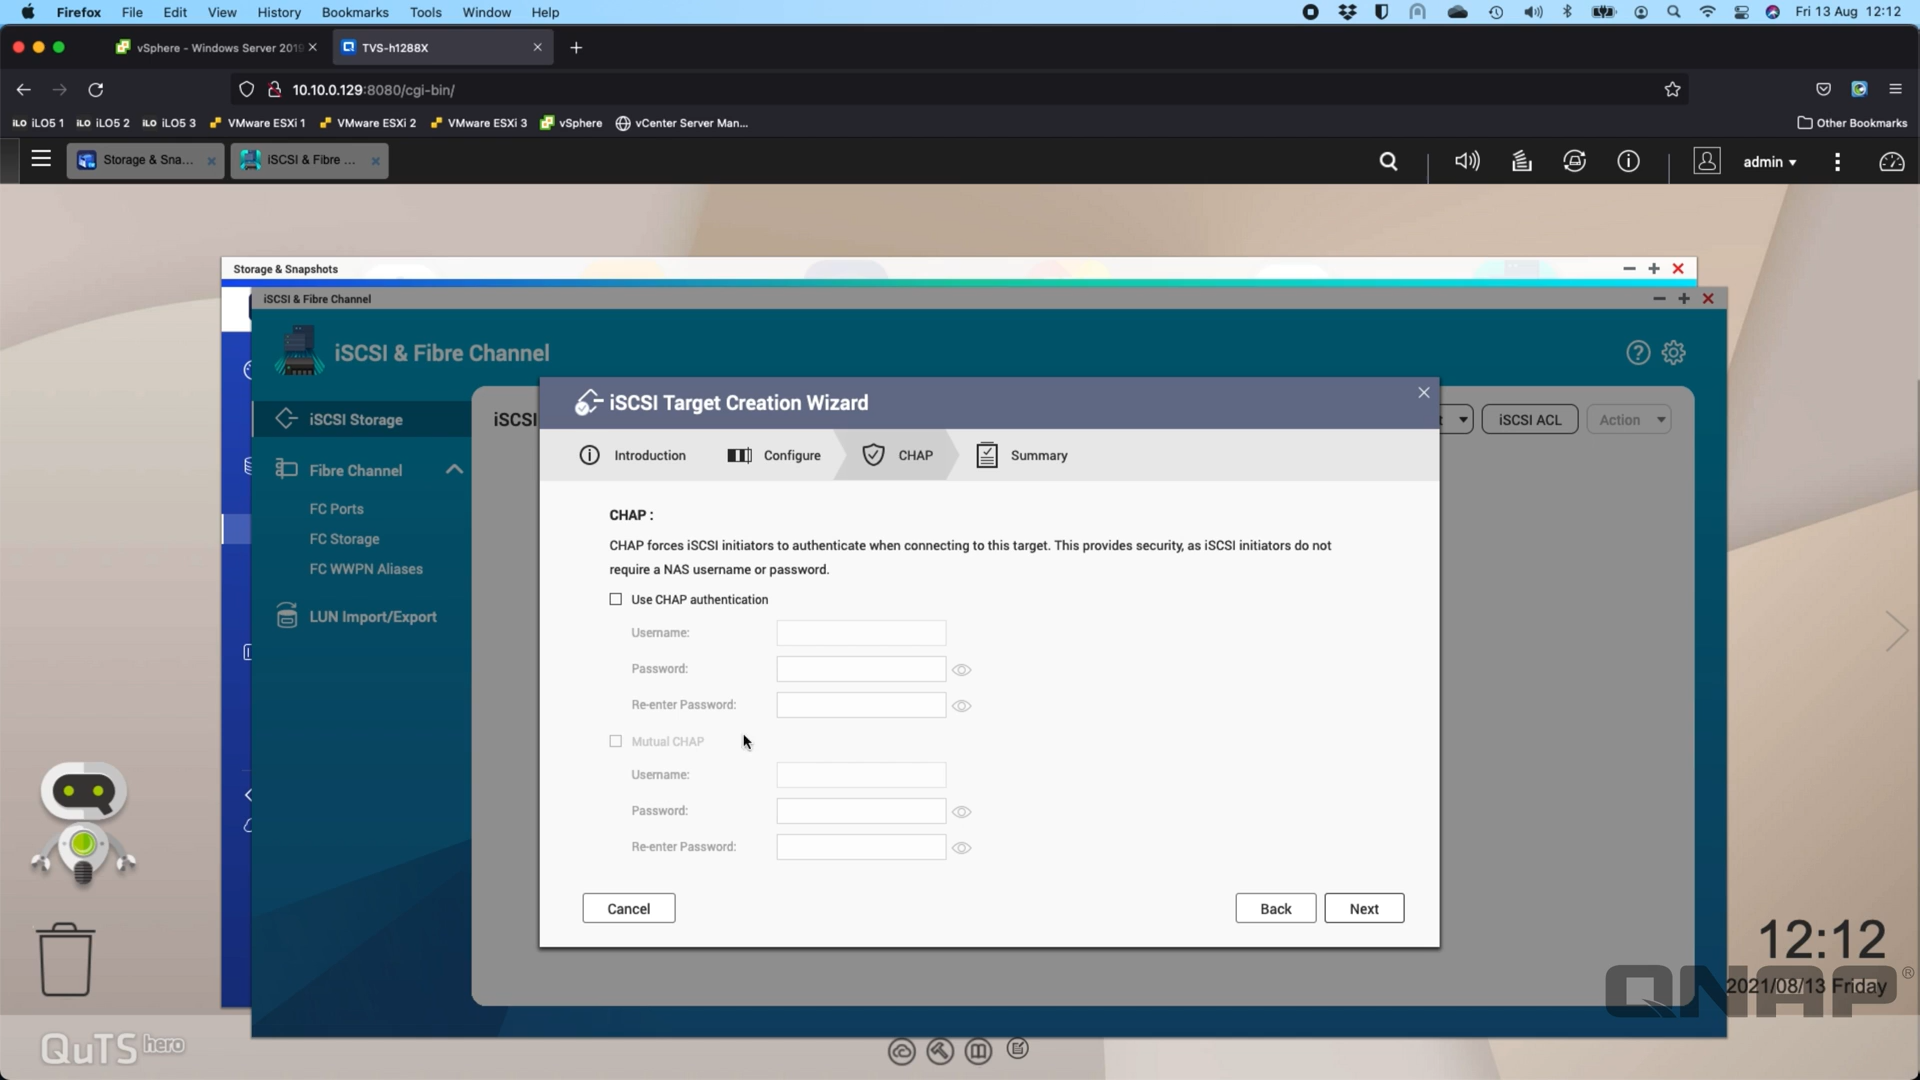 Firefox File Edit View History Bookmarks Tools Window Help Fri 13 Aug 12:12
vSphere - Windows Server 2019 TVS-h1288X
10.10.0.129:8080/cgi-bin/
iLO iLO5 1 iLO iLO5 2 iLO iLO5 3 VMware ESXi 1 VMware ESXi 2 VMware ESXi 3 vSphere vCenter Server Man... Other Bookmarks
Storage & Sna... iSCSI & Fibre ... admin
Storage & Snapshots
iSCSI & Fibre Channel
iSCSI & Fibre Channel
iSCSI Target Creation Wizard
iSCSI Storage iSCSI t iSCSI ACL Action
Introduction Configure CHAP Summary
Fibre Channel
FC Ports
FC Storage
FC WWPN Aliases
LUN Import/Export
CHAP :
CHAP forces iSCSI initiators to authenticate when connecting to this target. This provides security, as iSCSI initiators do not
require a NAS username or password.
Use CHAP authentication
Username:
Password:
Re-enter Password:
Mutual CHAP
Username:
Password:
Re-enter Password:
Cancel Back Next
12:12
2021/08/13 Friday
QNAP®
QuTS hero